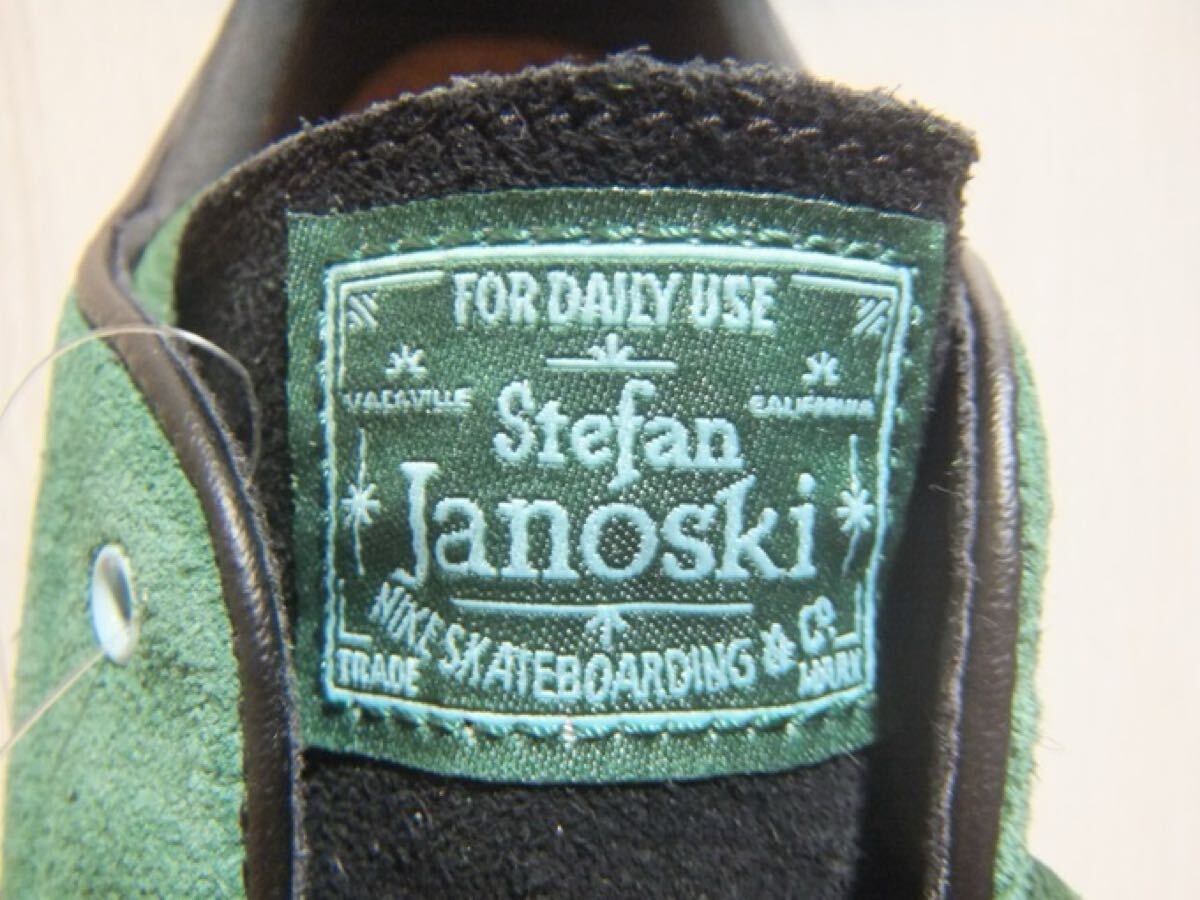 FOR DAILY USE
VACAVILLE CALIFORNIA
Stefan
Janoski
NIKE SKATEBOARDING & CO.
TRADE MARK